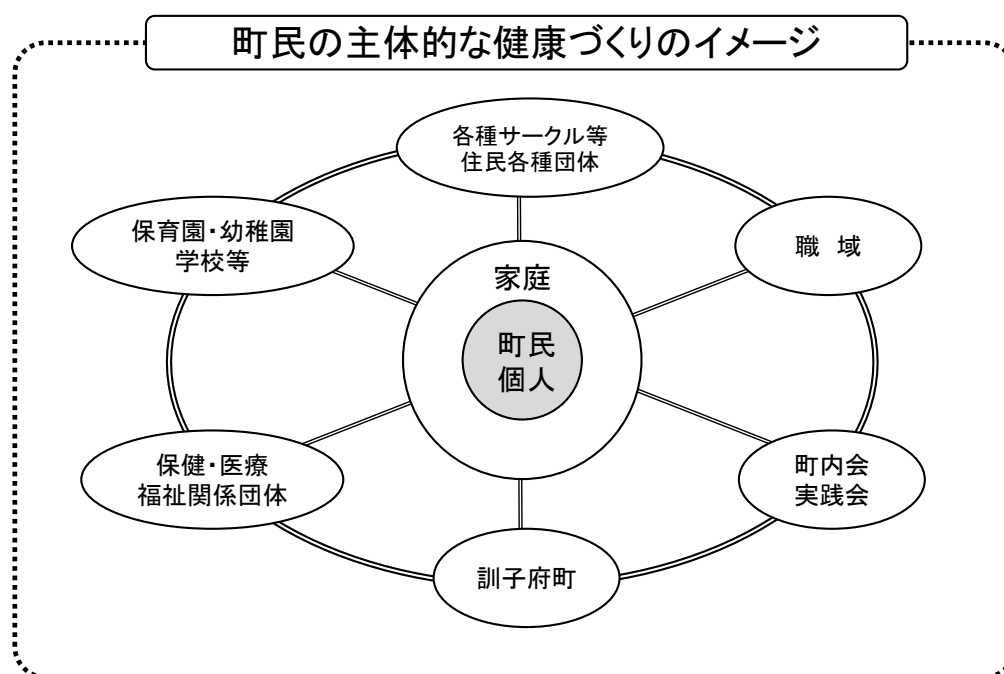 町民の主体的な健康づくりのイメージ
各種サークル等
住民各種団体
保育園・幼稚園
学校等
職　域
家庭
町民
個人
保健・医療
福祉関係団体
町内会
実践会
訓子府町